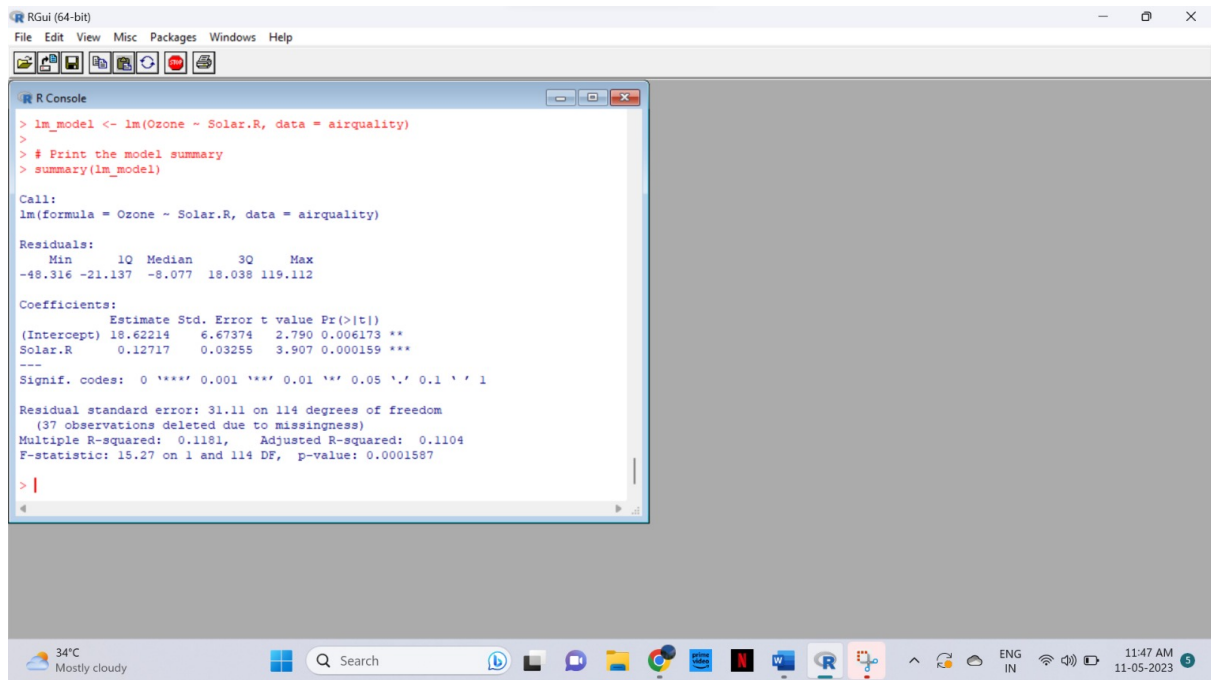 RGui (64-bit)
File Edit View Misc Packages Windows Help
STOP
R Console
> lm_model <- lm(Ozone ~ Solar.R, data = airquality)
>
> # Print the model summary
> summary(lm_model)
Call:
lm(formula = Ozone ~ Solar.R, data = airquality)
Residuals:
    Min      1Q  Median      3Q     Max
-48.316 -21.137  -8.077  18.038 119.112
Coefficients:
            Estimate Std. Error t value Pr(>|t|)
(Intercept) 18.62214    6.67374   2.790 0.006173 **
Solar.R      0.12717    0.03255   3.907 0.000159 ***
---
Signif. codes:  0 '***' 0.001 '**' 0.01 '*' 0.05 '.' 0.1 ' ' 1
Residual standard error: 31.11 on 114 degrees of freedom
  (37 observations deleted due to missingness)
Multiple R-squared:  0.1181,    Adjusted R-squared:  0.1104
F-statistic: 15.27 on 1 and 114 DF,  p-value: 0.0001587
>
34°C
Mostly cloudy
Search
prime video
N
W
R
ENG
IN
11:47 AM
11-05-2023
5